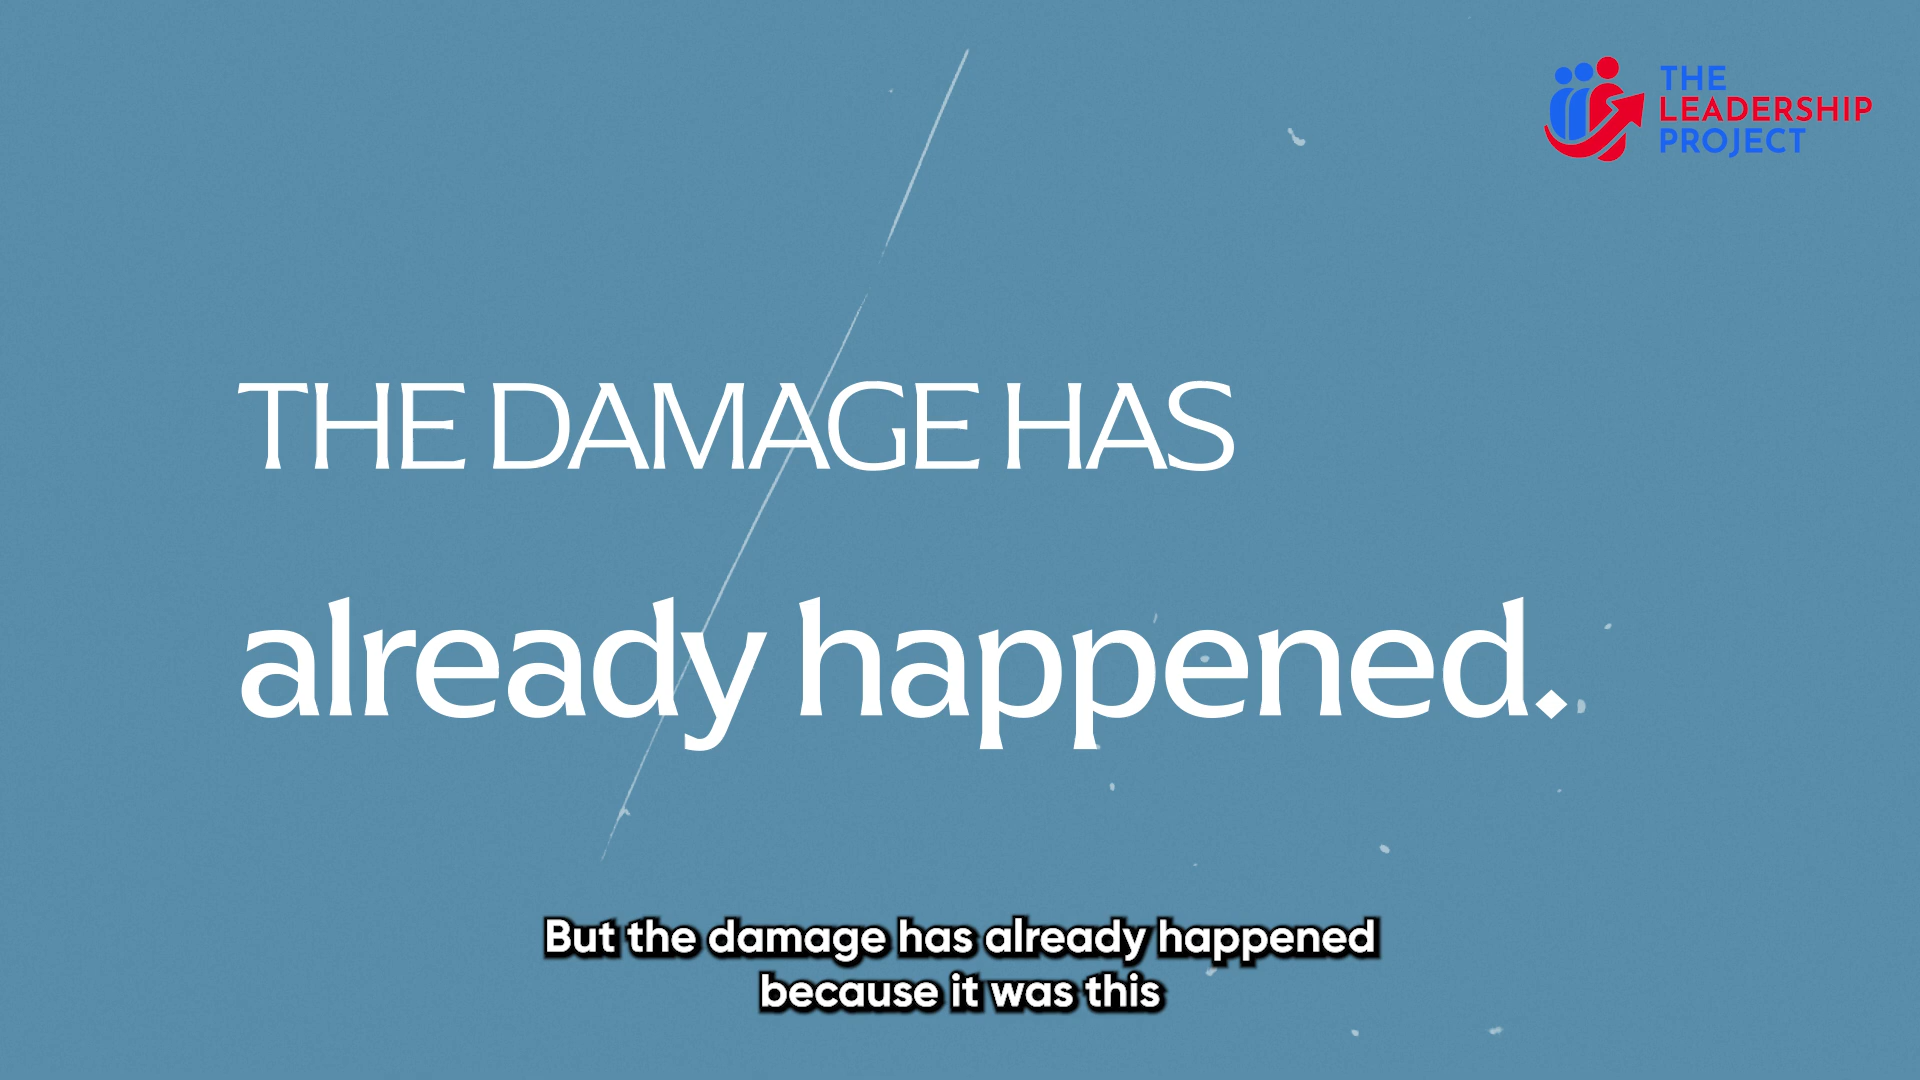 THE
LEADERSHIP
PROJECT
THE DAMAGE HAS
already happened.
But the damage has already happened
because it was this